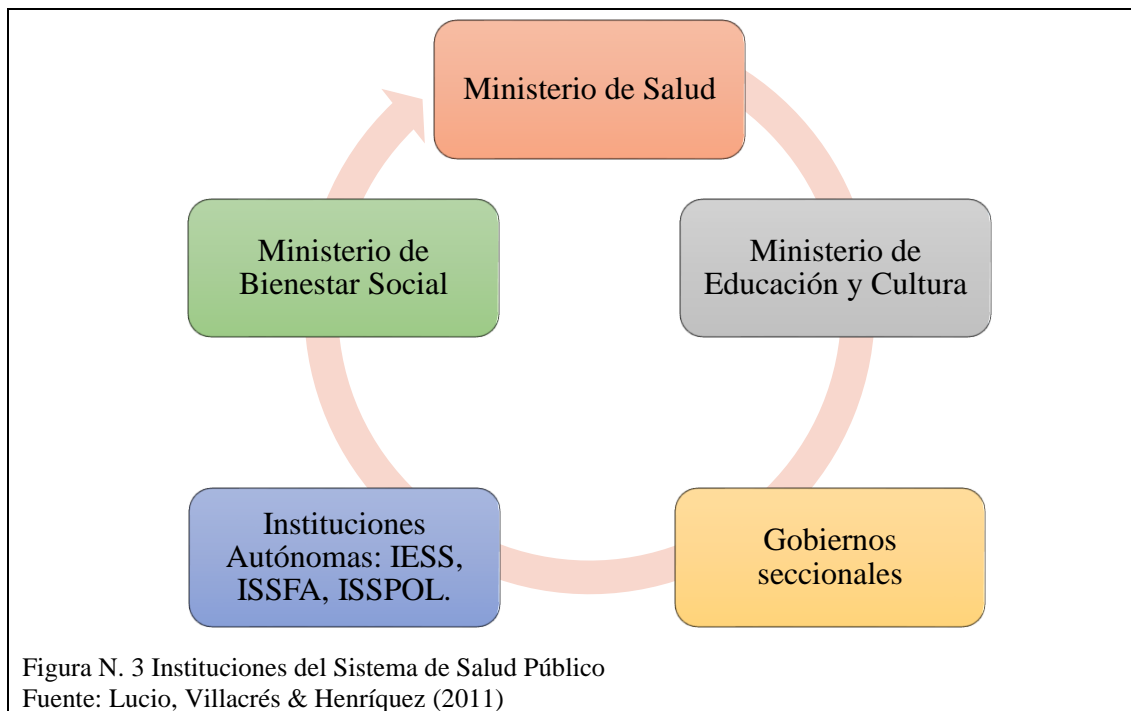 Ministerio de Salud
Ministerio de
Educación y Cultura
Gobiernos
seccionales
Instituciones
Autónomas: IESS,
ISSFA, ISSPOL.
Ministerio de
Bienestar Social
Figura N. 3 Instituciones del Sistema de Salud Público
Fuente: Lucio, Villacrés & Henríquez (2011)